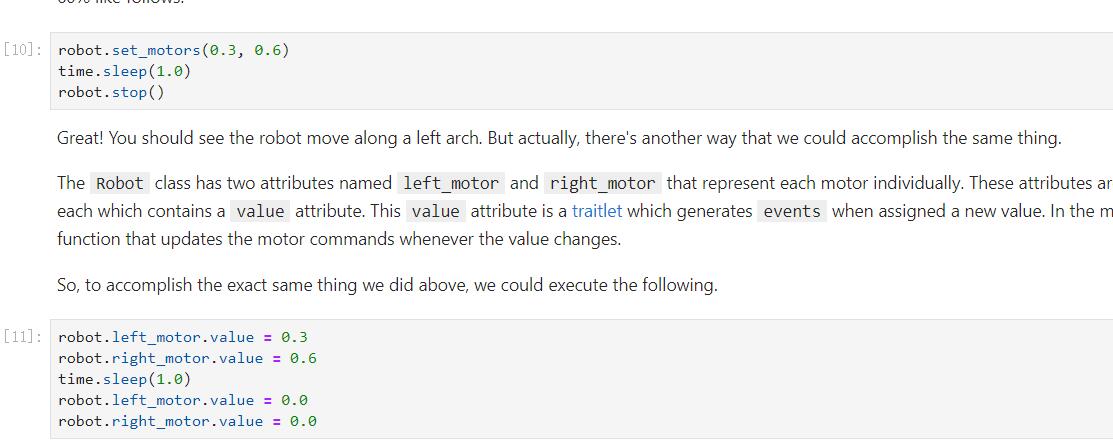 [10]: robot.set_motors(0.3, 0.6)
time.sleep(1.0)
robot.stop()
Great! You should see the robot move along a left arch. But actually, there's another way that we could accomplish the same thing.
The Robot class has two attributes named left_motor and right_motor that represent each motor individually. These attributes ar
each which contains a value attribute. This value attribute is a traitlet which generates events when assigned a new value. In the m
function that updates the motor commands whenever the value changes.
So, to accomplish the exact same thing we did above, we could execute the following.
[11]: robot.left_motor.value = 0.3
robot.right_motor.value = 0.6
time.sleep(1.0)
robot.left_motor.value = 0.0
robot.right_motor.value = 0.0